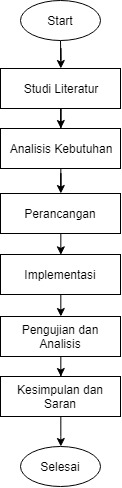 Start
Studi Literatur
Analisis Kebutuhan
Perancangan
Implementasi
Pengujian dan
Analisis
Kesimpulan dan
Saran
Selesai